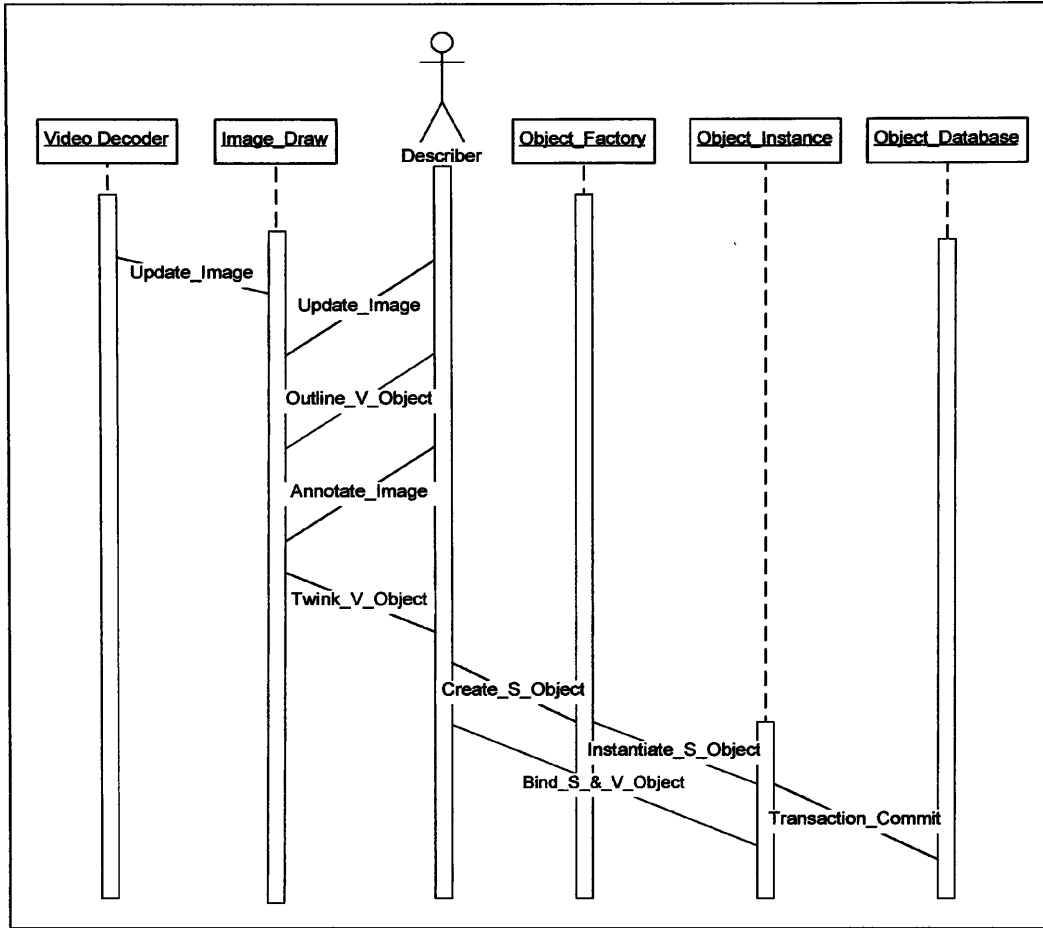 Video Decoder
Image_Draw
Describer
Object_Factory
Object_Instance
Object_Database
Update_Image
Update_Image
Outline_V_Object
Annotate_Image
Twink_V_Object
Create_S_Object
Instantiate_S_Object
Bind_S_&_V_Object
Transaction_Commit